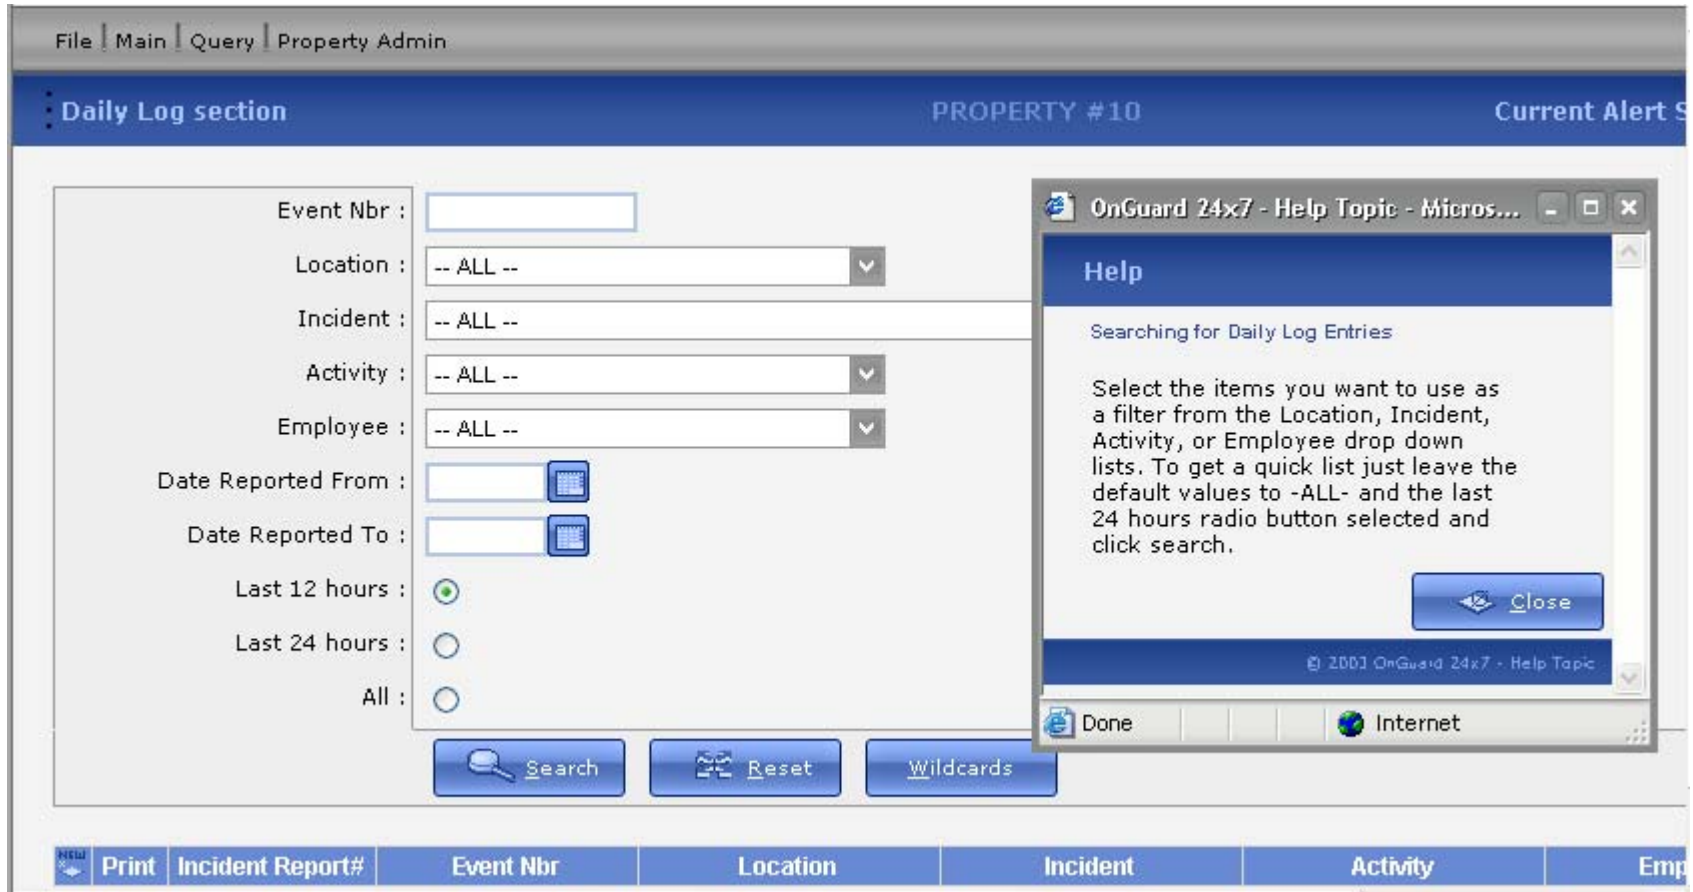 File Main Query Property Admin
Daily Log section PROPERTY #10 Current Alert S
Event Nbr :
Location : -- ALL --
Incident : -- ALL --
Activity : -- ALL --
Employee : -- ALL --
Date Reported From :
Date Reported To :
Last 12 hours :
Last 24 hours :
All :
Search Reset Wildcards
OnGuard 24x7 - Help Topic - Micros...
Help
Searching for Daily Log Entries
Select the items you want to use as
a filter from the Location, Incident,
Activity, or Employee drop down
lists. To get a quick list just leave the
default values to -ALL- and the last
24 hours radio button selected and
click search.
Close
© 2003 OnGuard 24x7 - Help Topic
Done Internet
NEW Print Incident Report# Event Nbr Location Incident Activity Emp